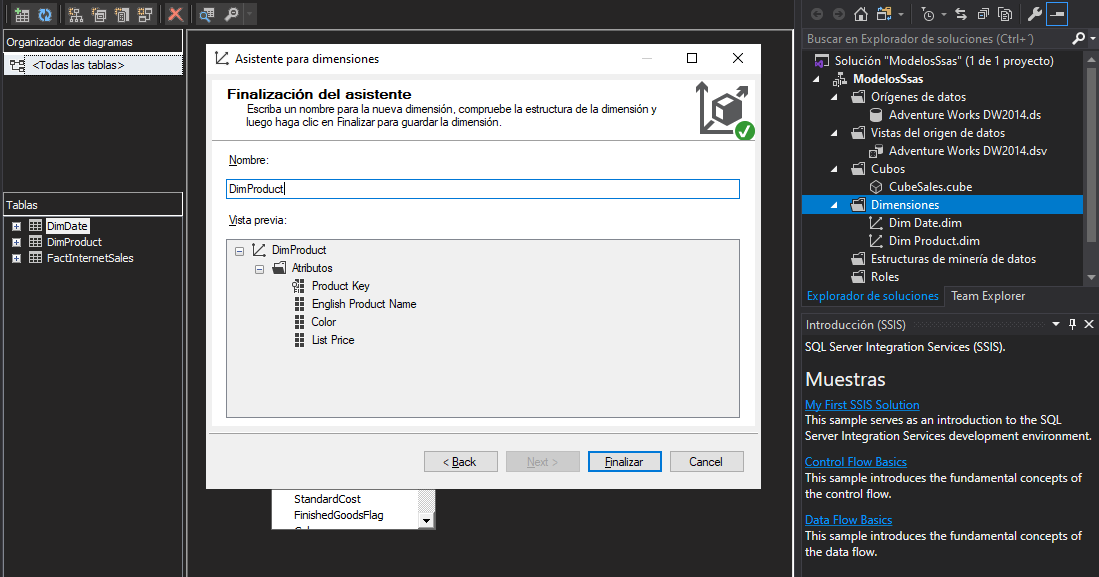 Organizador de diagramas
<Todas las tablas>
Tablas
DimDate
DimProduct
FactInternetSales
Asistente para dimensiones
Finalización del asistente
Escriba un nombre para la nueva dimensión, compruebe la estructura de la dimensión y
luego haga clic en Finalizar para guardar la dimensión.
Nombre:
DimProduct
Vista previa:
DimProduct
Atributos
Product Key
English Product Name
Color
List Price
< Back
Next >
Finalizar
Cancel
StandardCost
FinishedGoodsFlag
Buscar en Explorador de soluciones (Ctrl+´)
Solución "ModelosSsas" (1 de 1 proyecto)
ModelosSsas
Orígenes de datos
Adventure Works DW2014.ds
Vistas del origen de datos
Adventure Works DW2014.dsv
Cubos
CubeSales.cube
Dimensiones
Dim Date.dim
Dim Product.dim
Estructuras de minería de datos
Roles
Explorador de soluciones
Team Explorer
Introducción (SSIS)
SQL Server Integration Services (SSIS).
Muestras
My First SSIS Solution
This sample serves as an introduction to the SQL
Server Integration Services development environment.
Control Flow Basics
This sample introduces the fundamental concepts of
the control flow.
Data Flow Basics
This sample introduces the fundamental concepts of
the data flow.